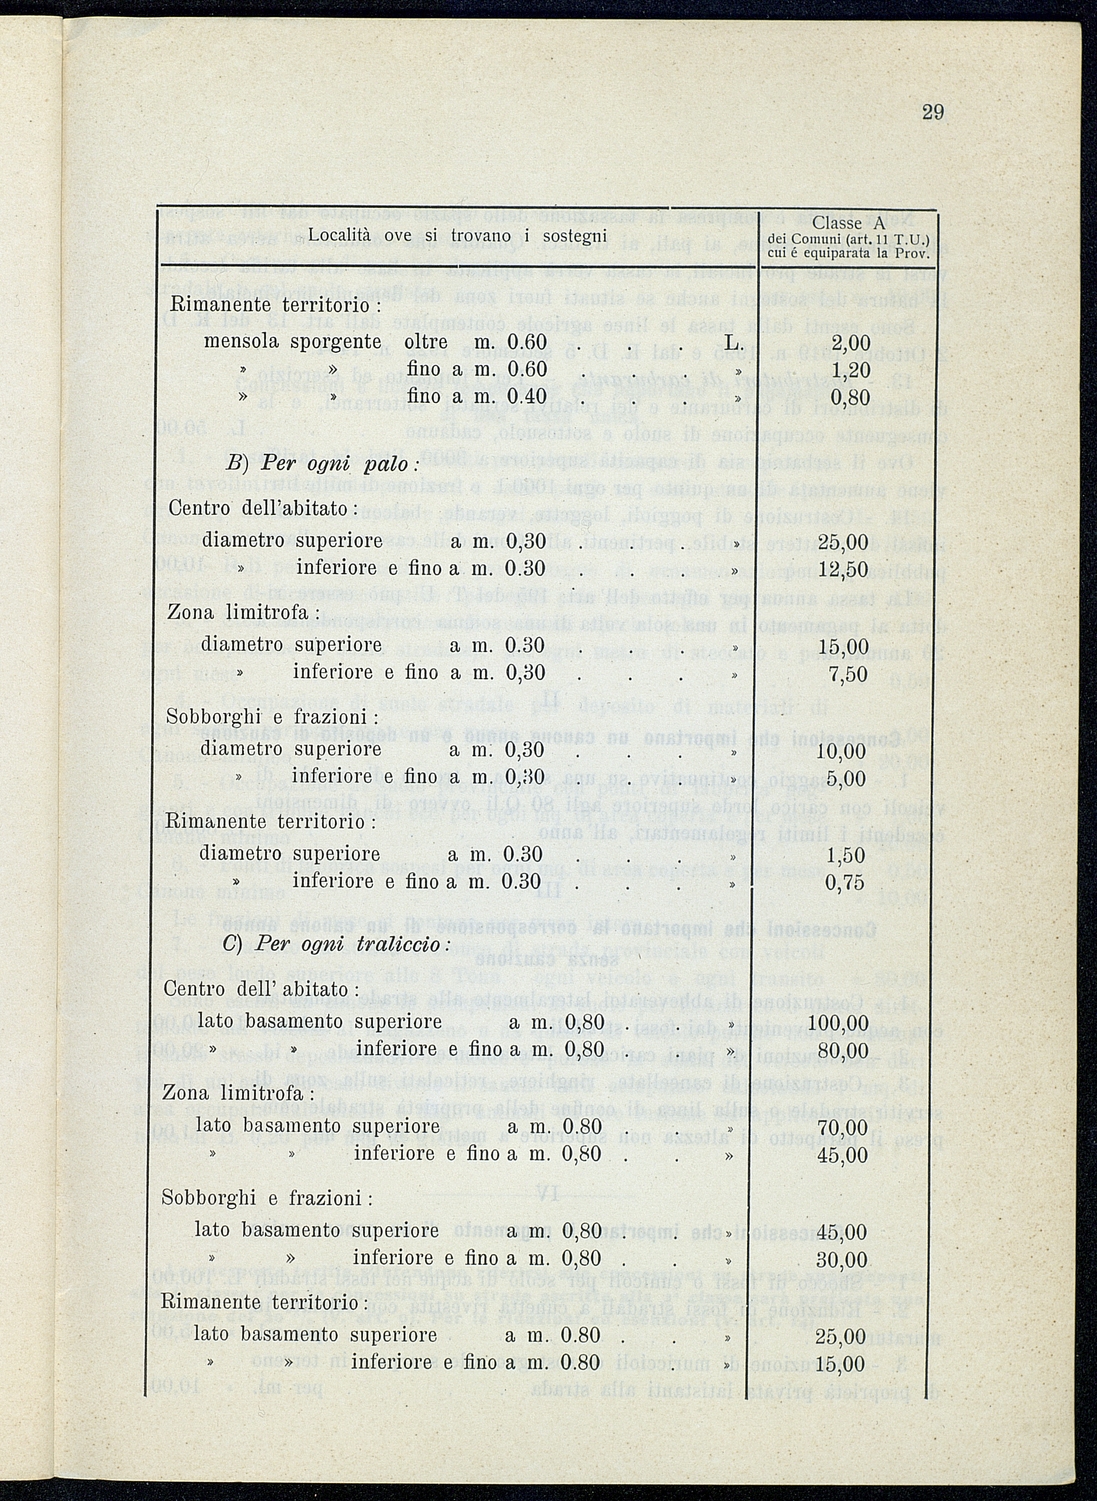 29
Località ove si trovano i sostegni
Classe A
dei Comuni (art. 11 T.U.)
cui é equiparata la Prov.
Rimanente territorio :
mensola sporgente oltre m. 0.60 . . . L. 2,00
» » fino a m. 0.60 . . . » 1,20
» » fino a m. 0.40 . . . » 0,80
B) Per ogni palo :
Centro dell'abitato :
diametro superiore a m. 0,30 . . . » 25,00
» inferiore e fino a m. 0.30 . . . » 12,50
Zona limitrofa :
diametro superiore a m. 0.30 . . . » 15,00
» inferiore e fino a m. 0,30 . . . » 7,50
Sobborghi e frazioni :
diametro superiore a m. 0,30 . . . » 10,00
» inferiore e fino a m. 0,30 . . . » 5,00
Rimanente territorio :
diametro superiore a m. 0.30 . . . » 1,50
» inferiore e fino a m. 0.30 . . . » 0,75
C) Per ogni traliccio :
Centro dell' abitato :
lato basamento superiore a m. 0,80 . . » 100,00
» » inferiore e fino a m. 0,80 . . » 80,00
Zona limitrofa :
lato basamento superiore a m. 0.80 . . » 70,00
» » inferiore e fino a m. 0,80 . . » 45,00
Sobborghi e frazioni :
lato basamento superiore a m. 0,80 . . » 45,00
» » inferiore e fino a m. 0,80 . . » 30,00
Rimanente territorio :
lato basamento superiore a m. 0.80 . . » 25,00
» » inferiore e fino a m. 0.80 . . » 15,00